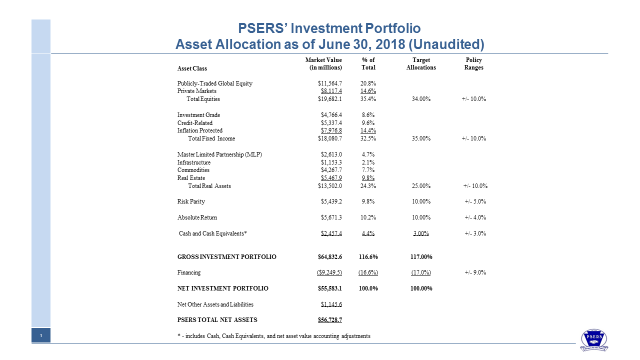 PSERS' Investment Portfolio
Asset Allocation as of June 30, 2018 (Unaudited)
Market Value % of Target Policy
Asset Class (in millions) Total Allocations Ranges
Publicly-Traded Global Equity $11,564.7 20.8%
Private Markets $8,117.4 14.6%
Total Equities $19,682.1 35.4% 34.00% +/- 10.0%
Investment Grade $4,766.4 8.6%
Credit-Related $5,337.4 9.6%
Inflation Protected $7,976.8 14.4%
Total Fixed Income $18,080.7 32.5% 35.00% +/- 10.0%
Master Limited Partnership (MLP) $2,613.0 4.7%
Infrastructure $1,153.3 2.1%
Commodities $4,267.7 7.7%
Real Estate $5,467.9 9.8%
Total Real Assets $13,502.0 24.3% 25.00% +/- 10.0%
Risk Parity $5,439.2 9.8% 10.00% +/- 5.0%
Absolute Return $5,671.3 10.2% 10.00% +/- 4.0%
Cash and Cash Equivalents* $2,457.4 4.4% 3.00% +/- 3.0%
GROSS INVESTMENT PORTFOLIO $64,832.6 116.6% 117.00%
Financing ($9,249.5) (16.6%) (17.0%) +/- 9.0%
NET INVESTMENT PORTFOLIO $55,583.1 100.0% 100.00%
Net Other Assets and Liabilities $1,145.6
PSERS TOTAL NET ASSETS $56,728.7
* - includes Cash, Cash Equivalents, and net asset value accounting adjustments
1
PSERS